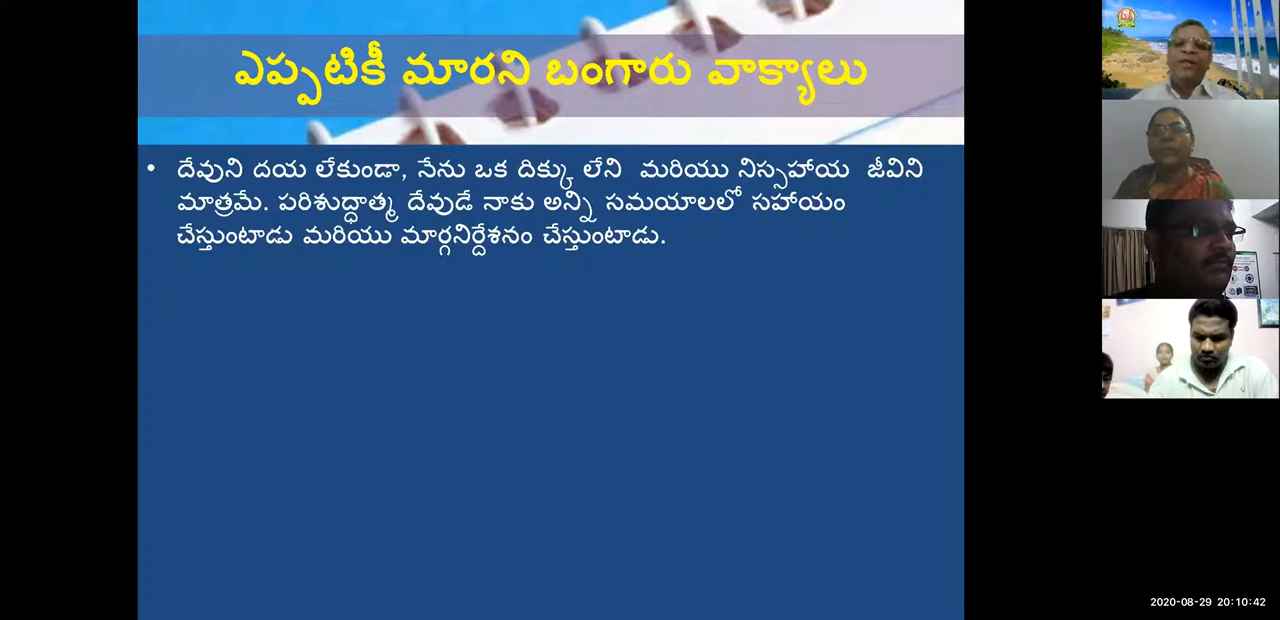 ఎప్పటికీ మారని బంగారు వాక్యాలు
• దేవుని దయ లేకుండా, నేను ఒక దిక్కు లేని మరియు నిస్సహాయ జీవిని
మాత్రమే. పరిశుద్ధాత్మ దేవుడే నాకు అన్ని సమయాలలో సహాయం
చేస్తుంటాడు మరియు మార్గనిర్దేశనం చేస్తుంటాడు.
2020-08-29 20:10:42